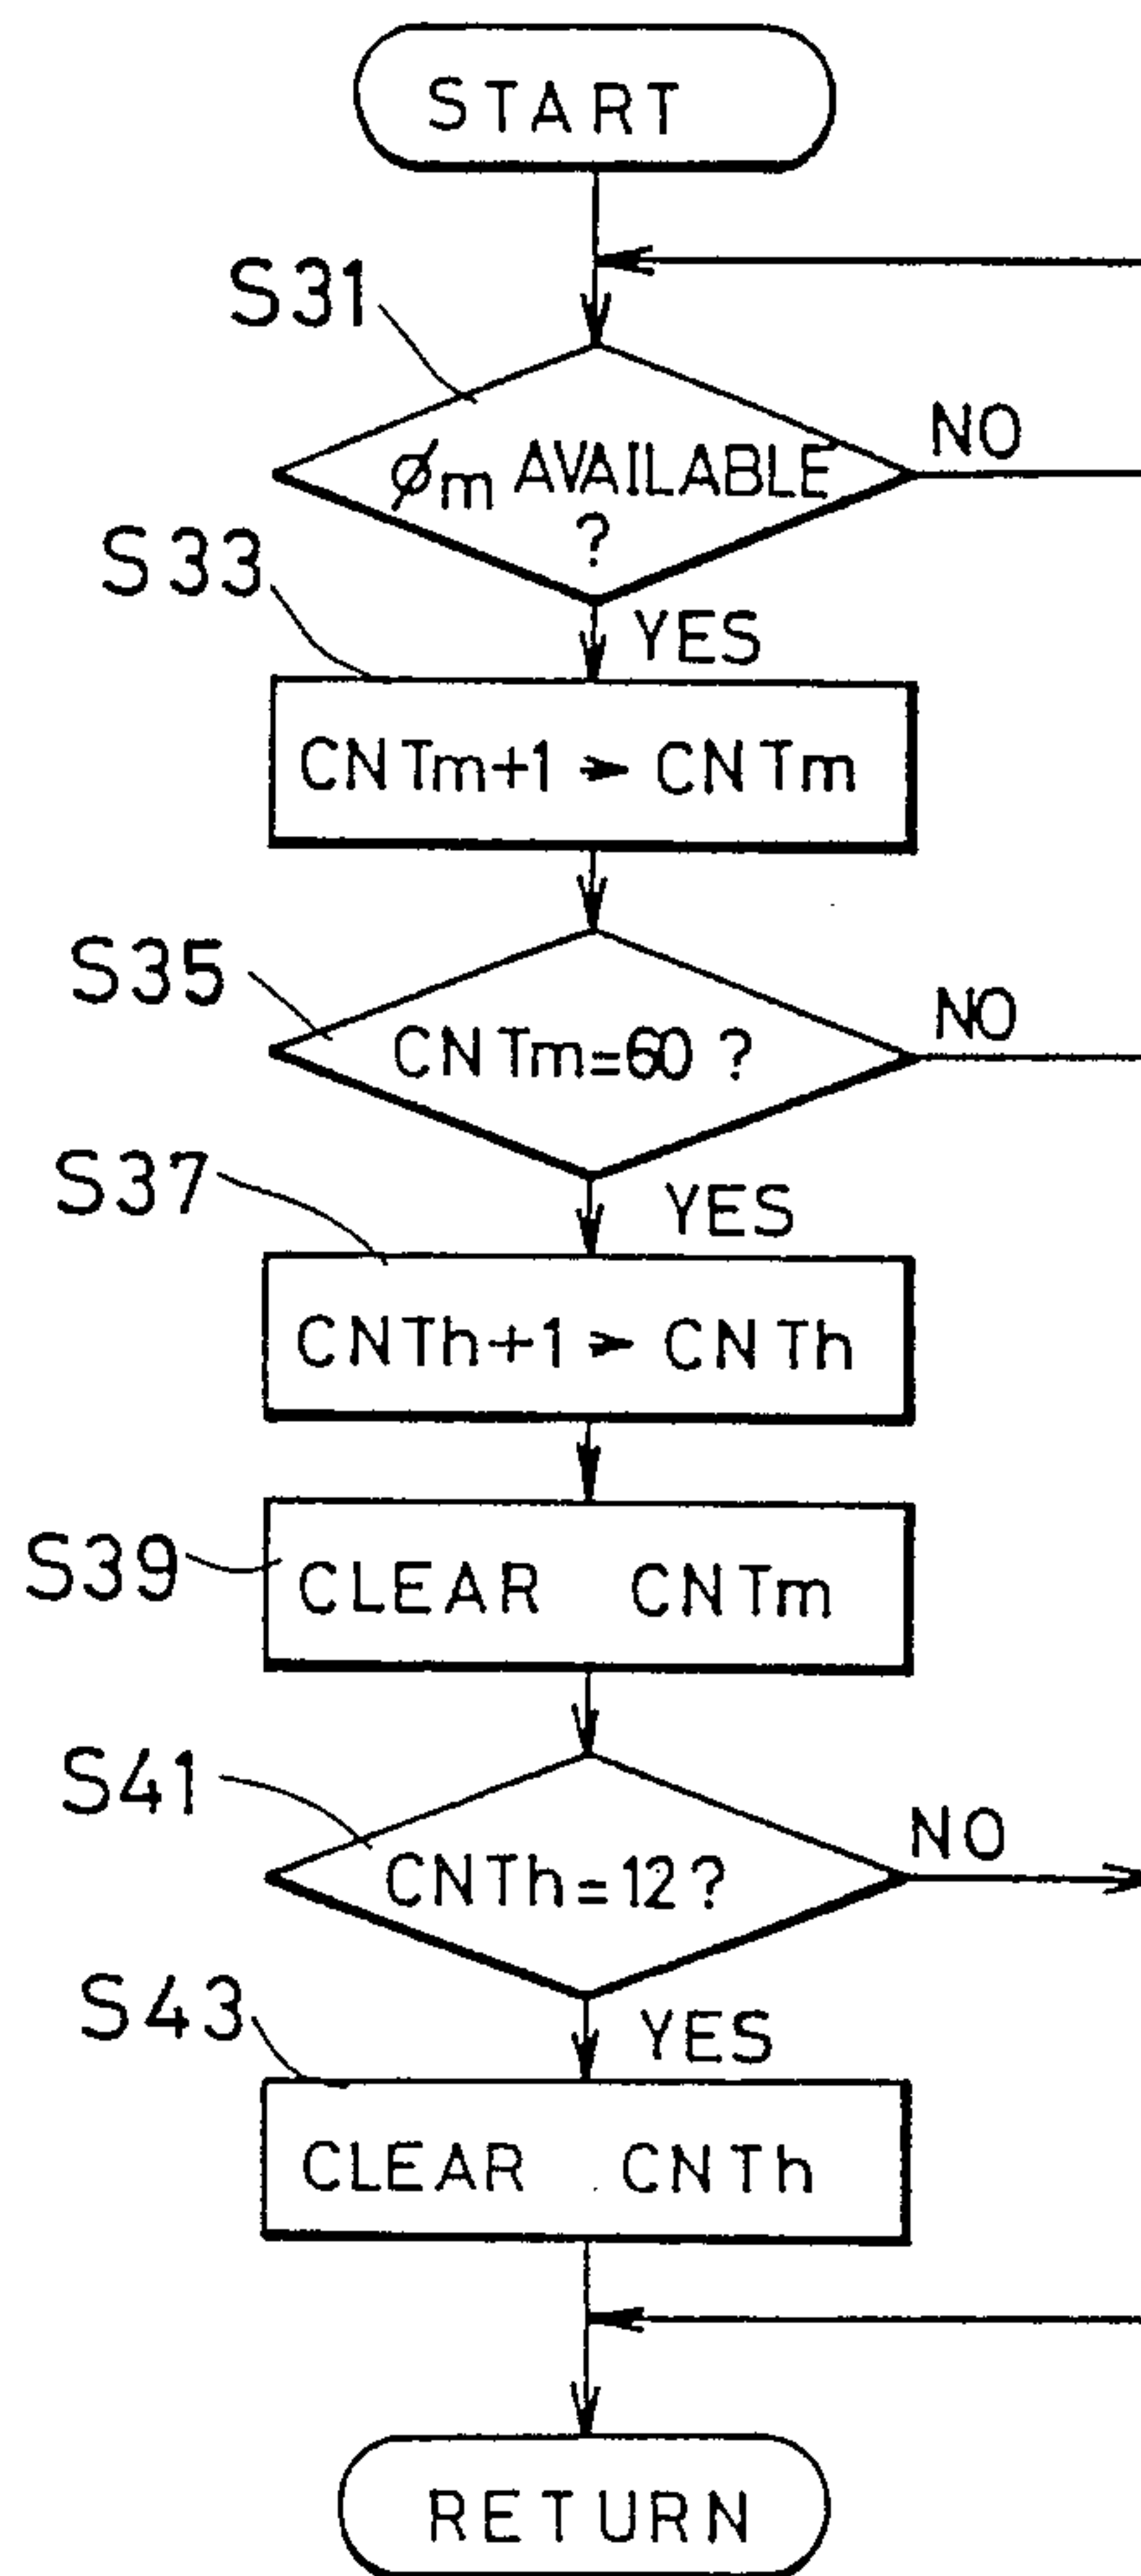 START
S31
NO
ϕm AVAILABLE
?
S33
YES
CNTm+1 → CNTm
S35
NO
CNTm=60 ?
S37
YES
CNTh+1 → CNTh
S39
CLEAR CNTm
S41
NO
CNTh=12?
S43
YES
CLEAR CNTh
RETURN